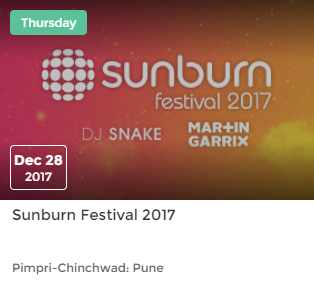 Thursday
sunburn
festival 2017
DJ SNAKE
MARTIN
GARRIX
Dec 28
2017
Sunburn Festival 2017
Pimpri-Chinchwad: Pune